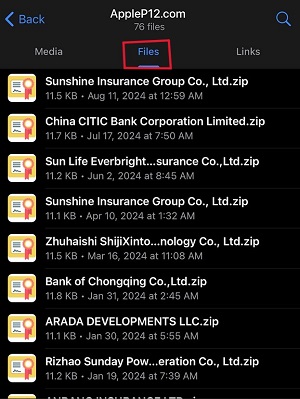 Back
AppleP12.com
76 files
Media
Files
Links
Sunshine Insurance Group Co., Ltd.zip
11.5 KB • Aug 11, 2024 at 12:59 AM
China CITIC Bank Corporation Limited.zip
11.7 KB • Jul 17, 2024 at 7:50 AM
Sun Life Everbright...surance Co.,Ltd.zip
11.2 KB • Jun 2, 2024 at 8:45 AM
Sunshine Insurance Group Co., Ltd.zip
11.1 KB • Apr 10, 2024 at 1:32 AM
Zhuhaishi ShijiXinto...nology Co., Ltd.zip
11.5 KB • Mar 16, 2024 at 11:08 AM
Bank of Chongqing Co.,Ltd.zip
11.8 KB • Jan 31, 2024 at 2:45 AM
ARADA DEVELOPMENTS LLC.zip
11.1 KB • Jan 30, 2024 at 5:55 AM
Rizhao Sunday Pow...eration Co., Ltd.zip
11.2 KB • Jan 19, 2024 at 7:39 AM